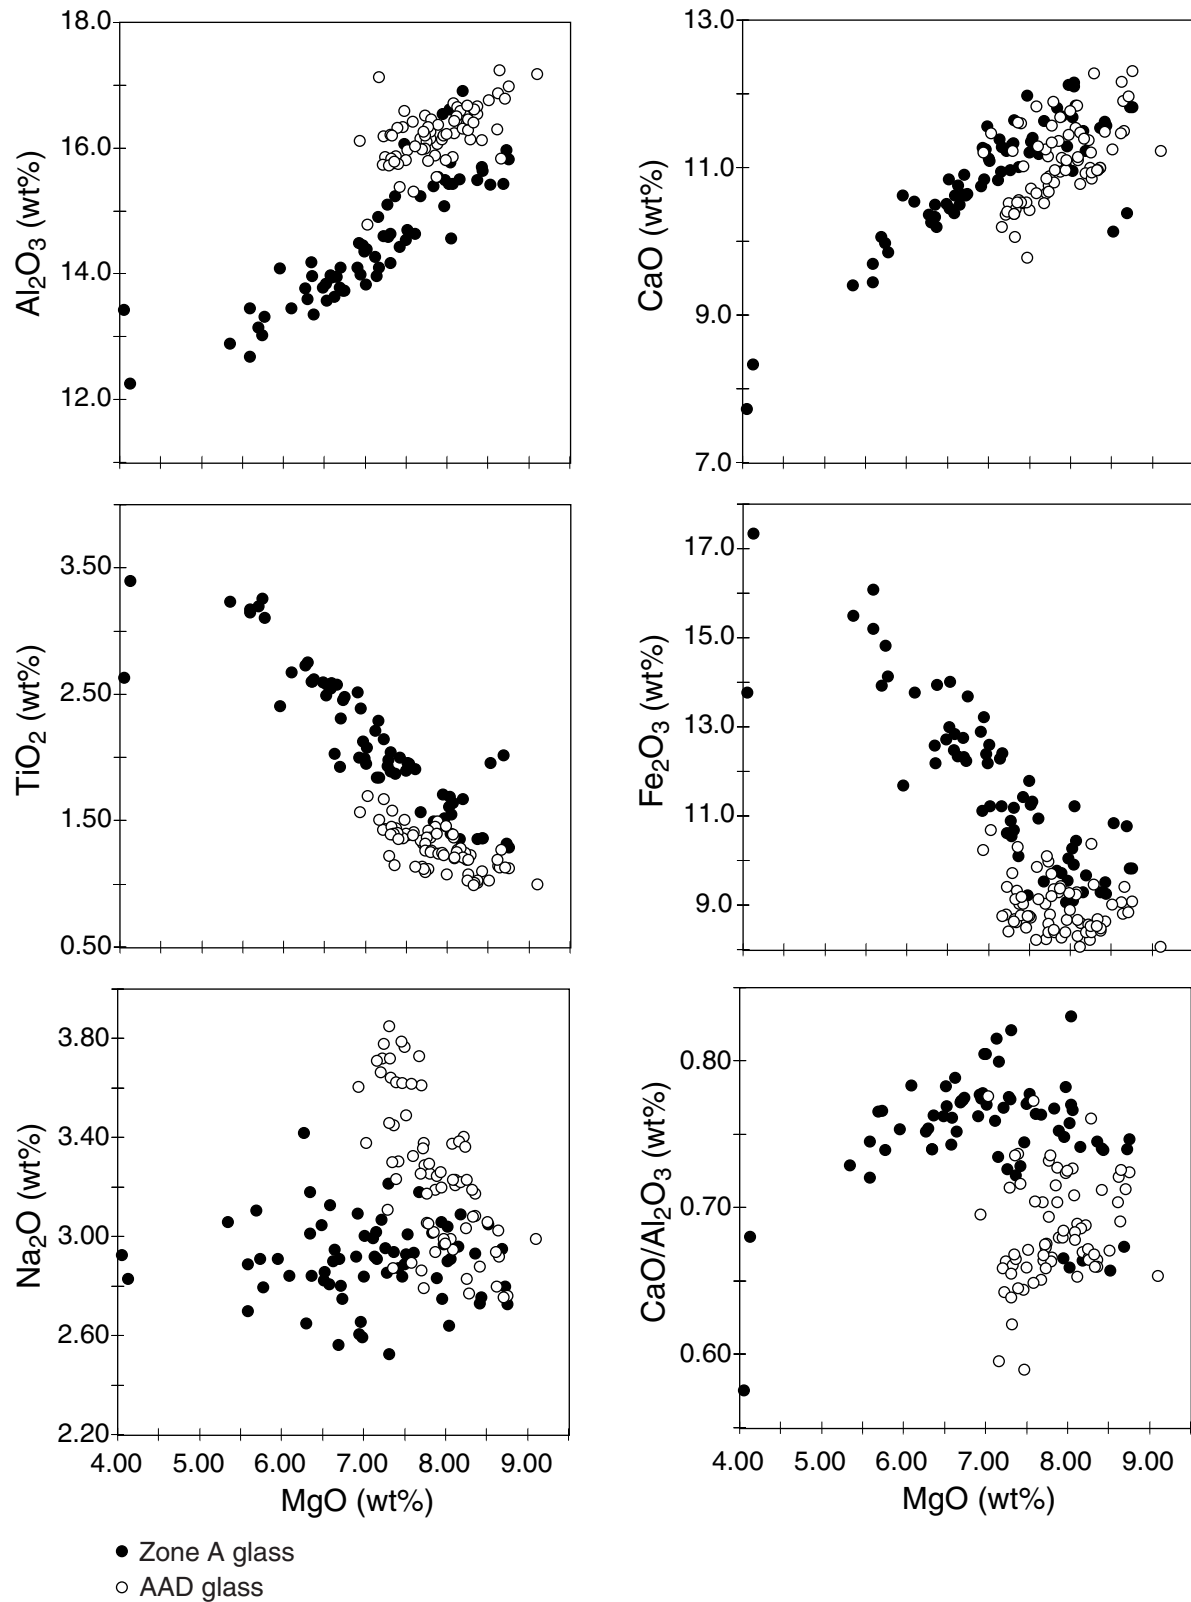 18.0
16.0
14.0
12.0
Al2O3 (wt%)
13.0
11.0
9.0
7.0
CaO (wt%)
3.50
2.50
1.50
0.50
TiO2 (wt%)
17.0
15.0
13.0
11.0
9.0
Fe2O3 (wt%)
3.80
3.40
3.00
2.60
2.20
Na2O (wt%)
4.00 5.00 6.00 7.00 8.00 9.00
MgO (wt%)
0.80
0.70
0.60
CaO/Al2O3 (wt%)
4.00 5.00 6.00 7.00 8.00 9.00
MgO (wt%)
Zone A glass
AAD glass